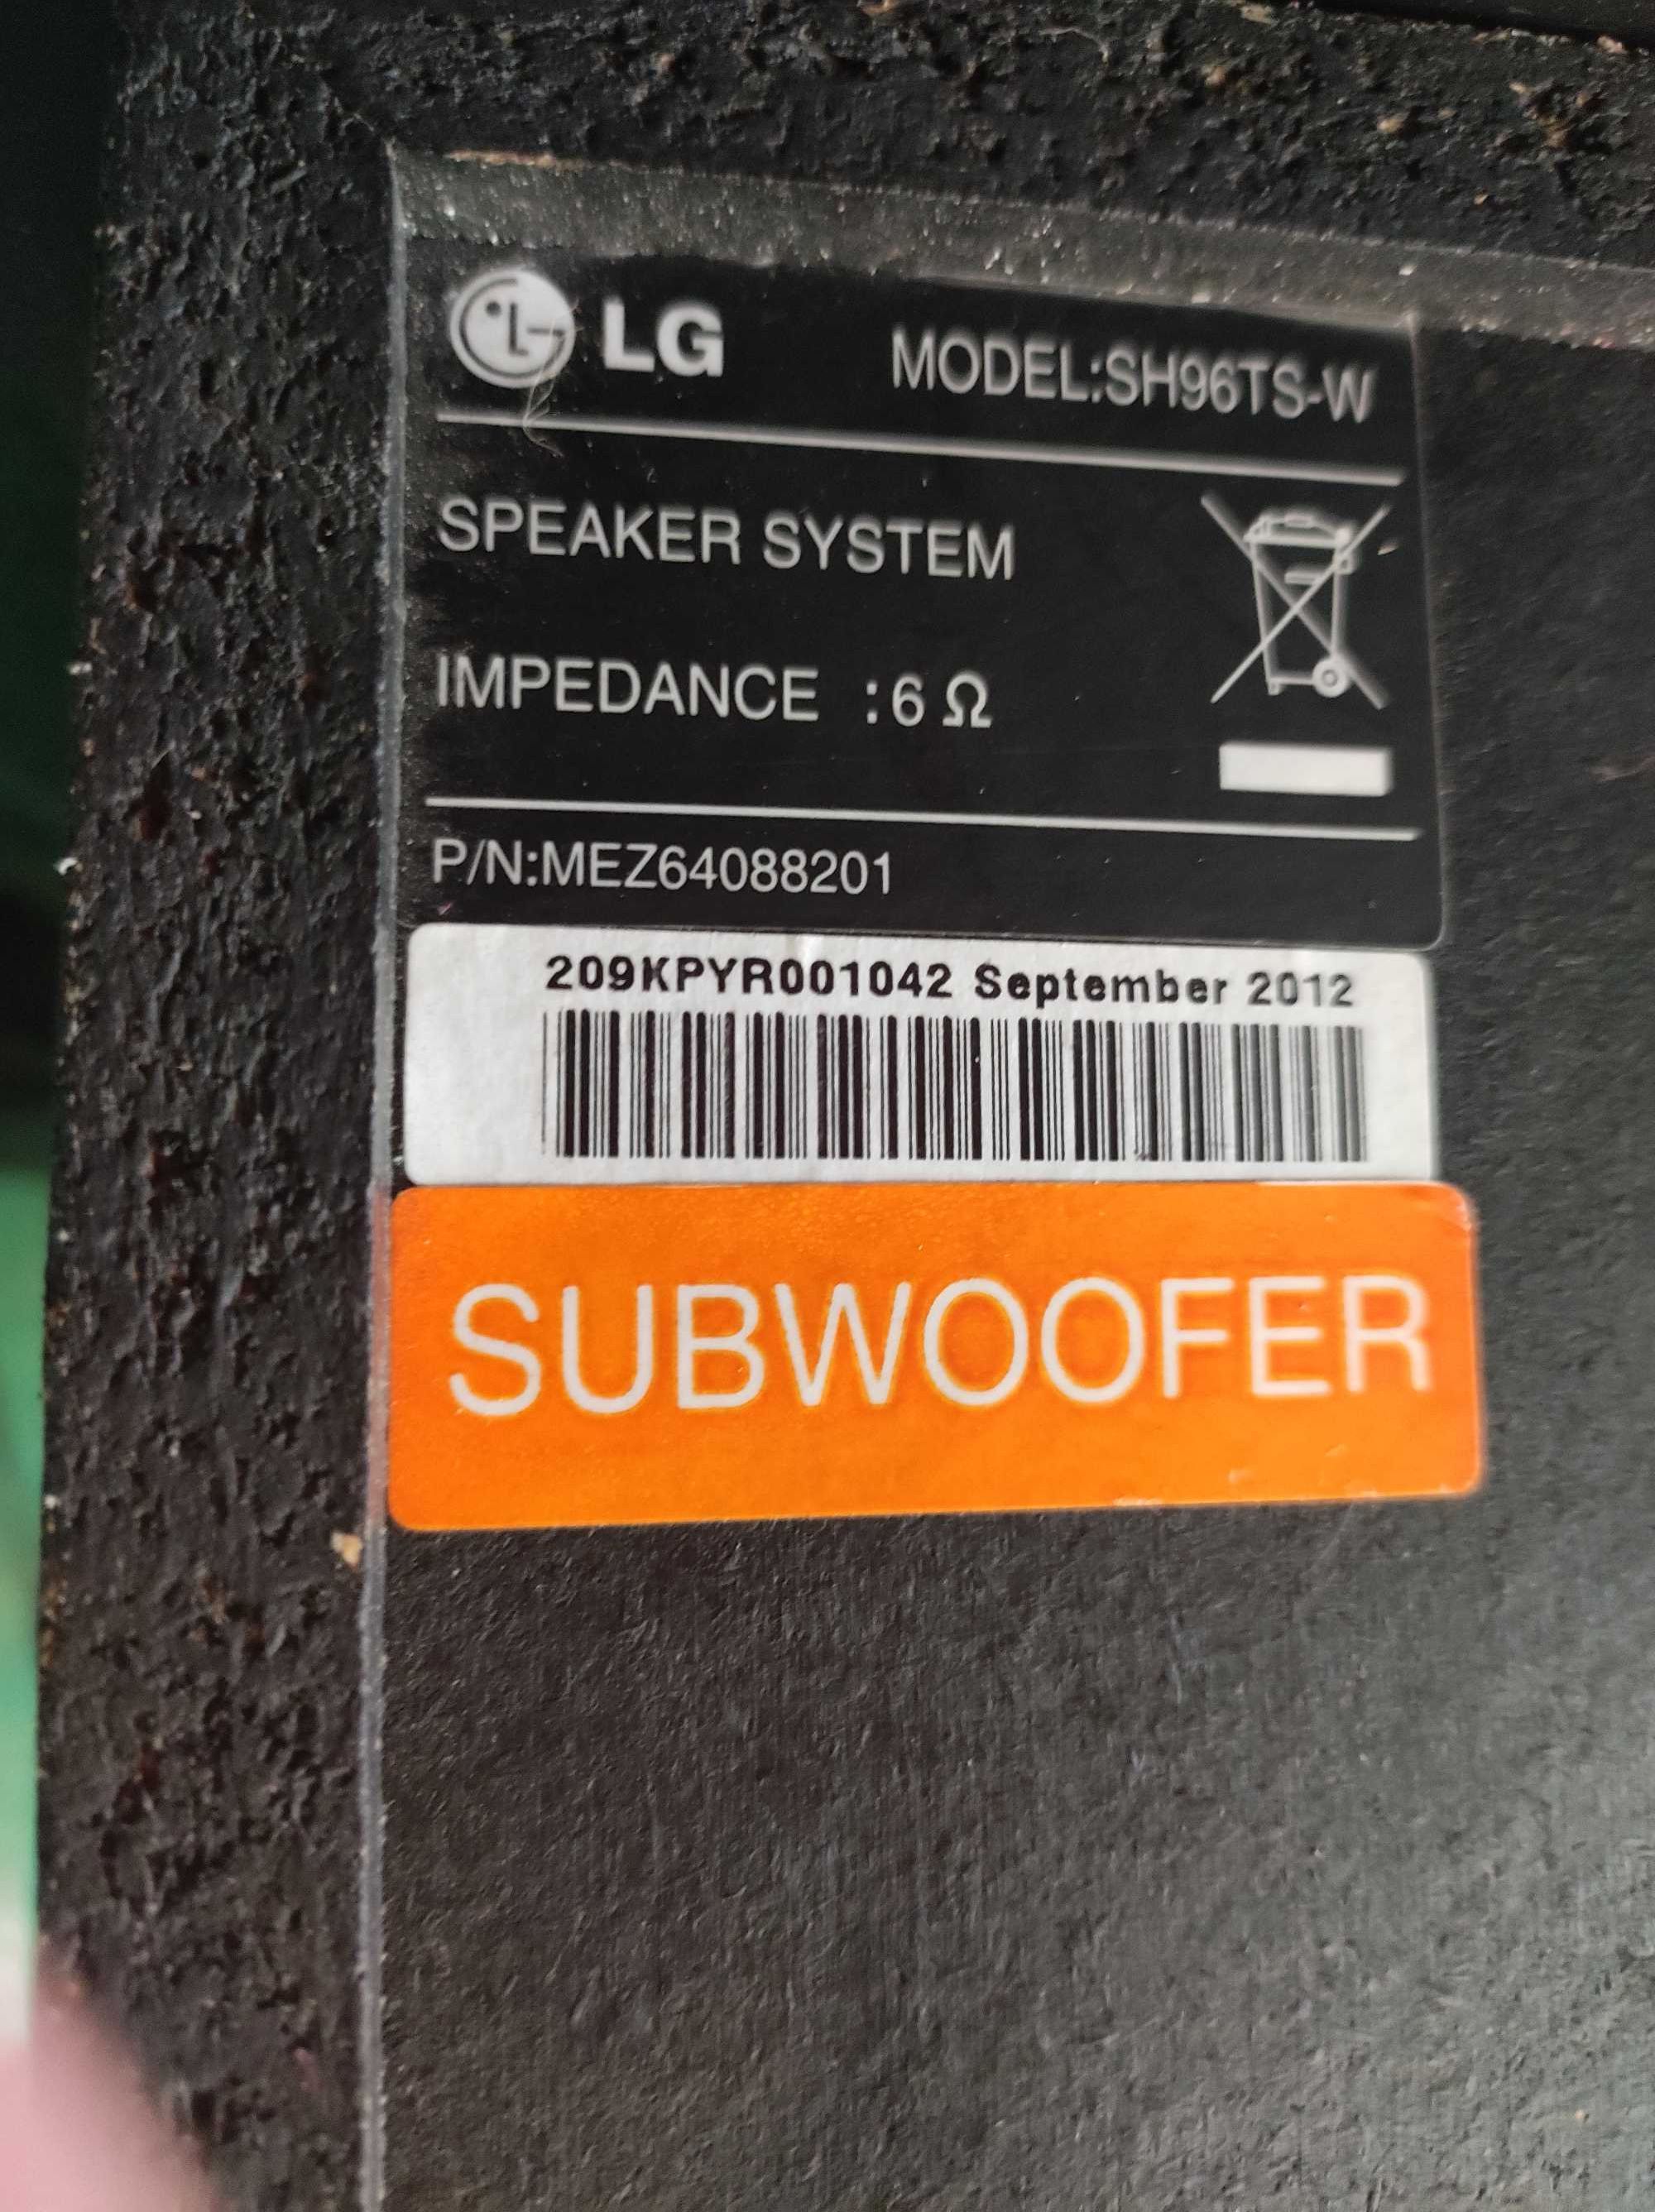 LG MODEL:SH96TS-W
SPEAKER SYSTEM
IMPEDANCE :6 Ω
P/N:MEZ64088201
209KPYR001042 September 2012
SUBWOOFER